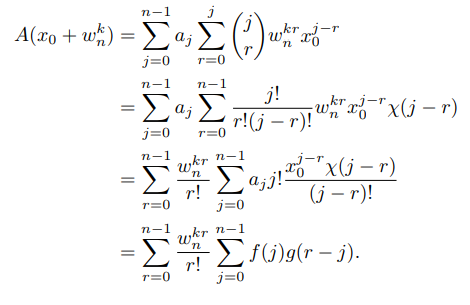 A(x_0 + w_n^k) = \sum_{j=0}^{n-1} a_j \sum_{r=0}^{j} \binom{j}{r} w_n^{kr} x_0^{j-r}
= \sum_{j=0}^{n-1} a_j \sum_{r=0}^{n-1} \frac{j!}{r!(j-r)!} w_n^{kr} x_0^{j-r} \chi(j-r)
= \sum_{r=0}^{n-1} \frac{w_n^{kr}}{r!} \sum_{j=0}^{n-1} a_j j! \frac{x_0^{j-r} \chi(j-r)}{(j-r)!}
= \sum_{r=0}^{n-1} \frac{w_n^{kr}}{r!} \sum_{j=0}^{n-1} f(j)g(r-j).